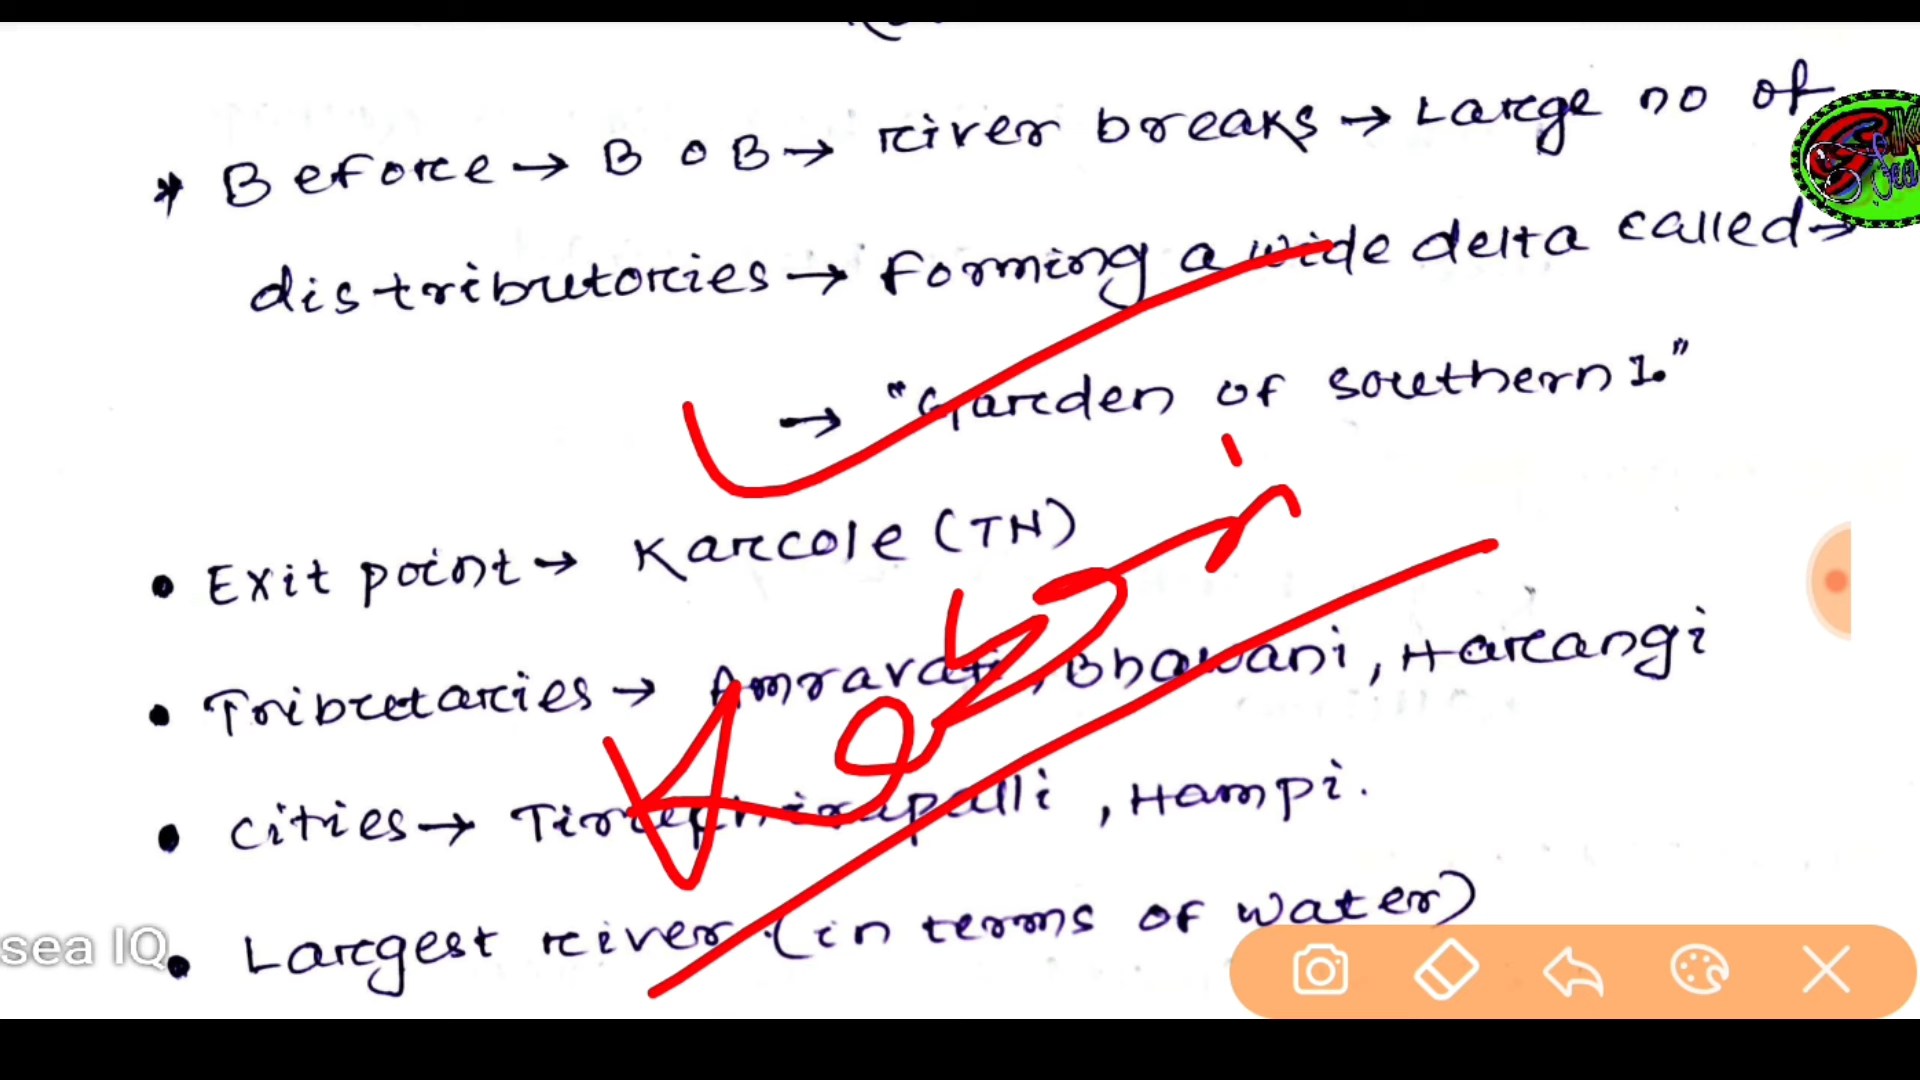 * Before → B O B → river breaks → Large no of
distributories → Forming a wide delta called →
→ "Garden of southern I."
• Exit point → Karcole (TN)
• Tributaries → Amravati, Bhawani, Harangi
• Cities → Tiruchirapalli, Hampi.
• Largest river (in terms of water)
sea IQ